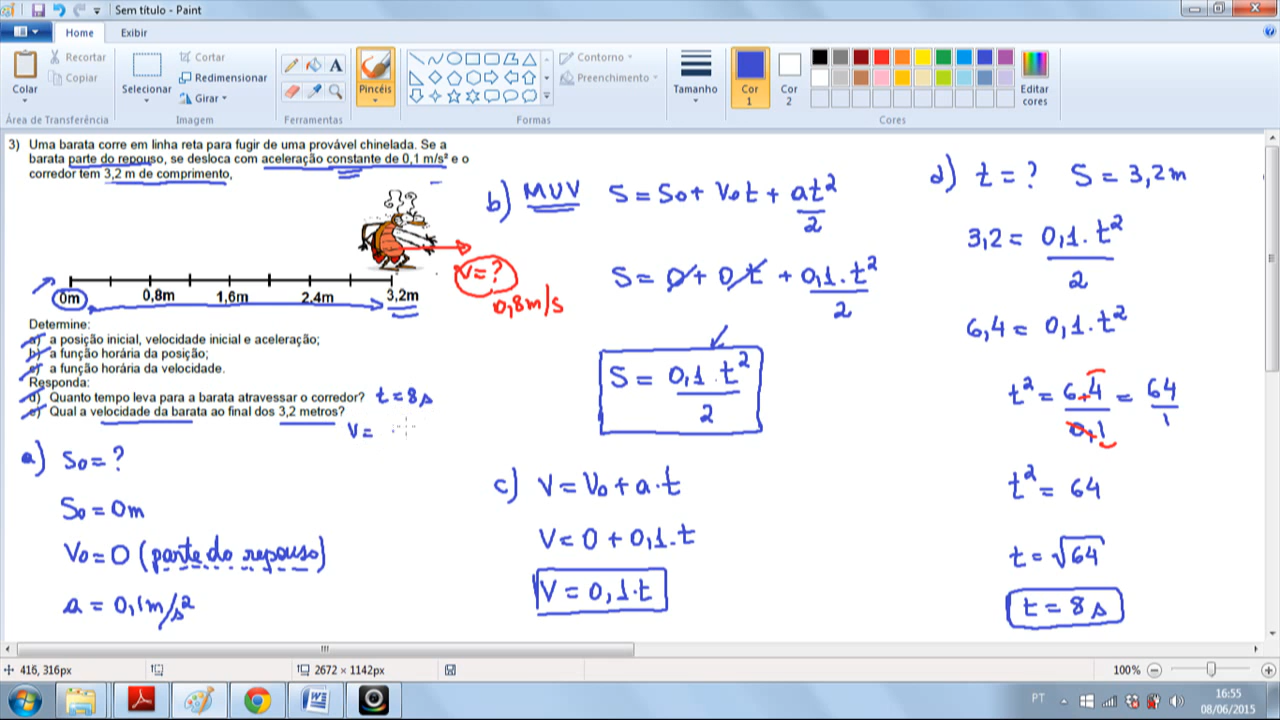 Sem título - Paint
Home
Exibir
Colar
Recortar
Copiar
Área de Transferência
Selecionar
Cortar
Redimensionar
Girar
Imagem
Ferramentas
Pincéis
Contorno
Preenchimento
Formas
Tamanho
Cor 1
Cor 2
Editar cores
Cores
3) Uma barata corre em linha reta para fugir de uma provável chinelada. Se a
barata parte do repouso, se desloca com aceleração constante de 0,1 m/s² e o
corredor tem 3,2 m de comprimento,
V=?
0,8m/s
0m 0,8m 1,6m 2,4m 3,2m
Determine:
a) a posição inicial, velocidade inicial e aceleração;
b) a função horária da posição;
c) a função horária da velocidade.
Responda:
d) Quanto tempo leva para a barata atravessar o corredor? t=8s
e) Qual a velocidade da barata ao final dos 3,2 metros?
V=
a) S₀=?
S₀=0m
V₀=0 (parte do repouso)
a = 0,1m/s²
b) MUV S = S₀ + V₀t + at²/2
S = 0 + 0t + 0,1.t²/2
S = 0,1.t²/2
c) V = V₀ + a.t
V = 0 + 0,1.t
V = 0,1.t
d) t=? S=3,2m
3,2 = 0,1.t²/2
6,4 = 0,1.t²
t² = 6,4/0,1 = 64/1
t² = 64
t = √64
t = 8s
416, 316px
2672 × 1142px
100%
PT
16:55
08/06/2015